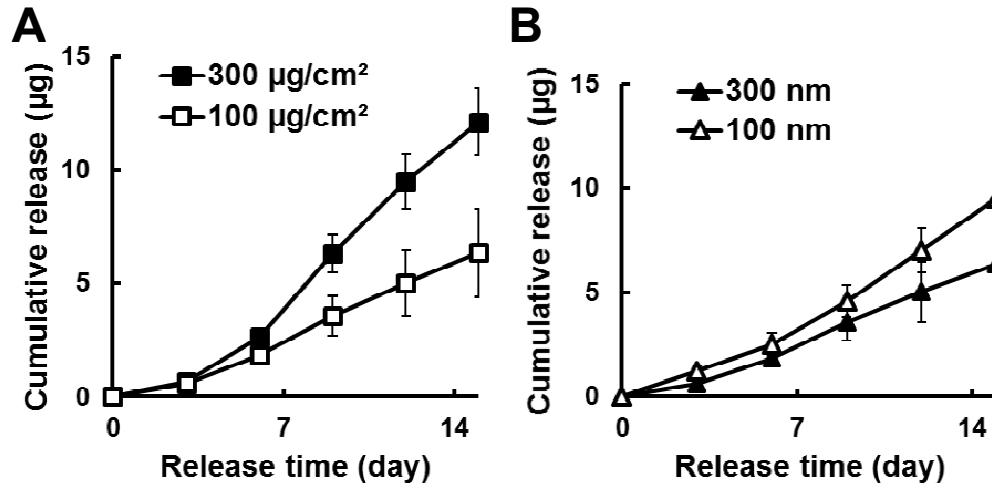 A
Cumulative release (µg)
15
10
5
0
300 µg/cm²
100 µg/cm²
0
7
14
Release time (day)
B
Cumulative release (µg)
15
10
5
0
300 nm
100 nm
0
7
14
Release time (day)